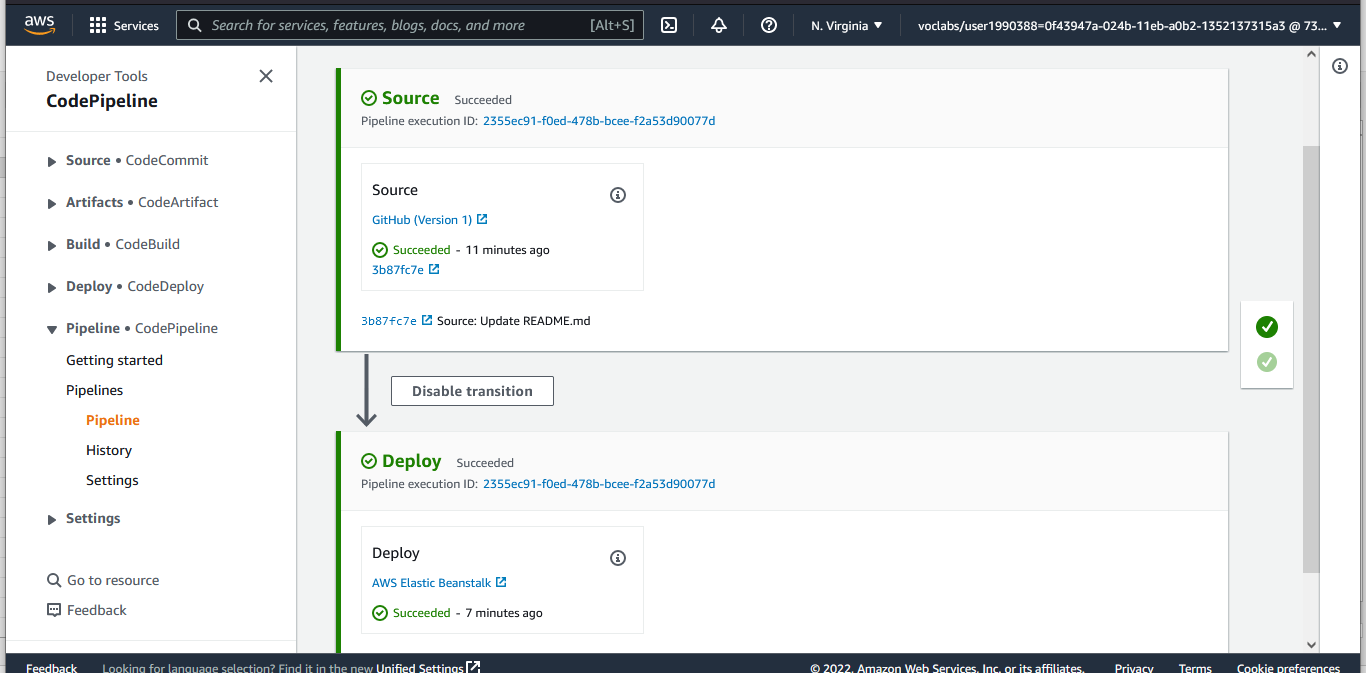 aws
Services
Search for services, features, blogs, docs, and more
[Alt+S]
N. Virginia
voclabs/user1990388=0f43947a-024b-11eb-a0b2-1352137315a3 @ 73...
Developer Tools
CodePipeline
Source • CodeCommit
Artifacts • CodeArtifact
Build • CodeBuild
Deploy • CodeDeploy
Pipeline • CodePipeline
Getting started
Pipelines
Pipeline
History
Settings
Settings
Go to resource
Feedback
Source Succeeded
Pipeline execution ID: 2355ec91-f0ed-478b-bcee-f2a53d90077d
Source
GitHub (Version 1)
Succeeded - 11 minutes ago
3b87fc7e
3b87fc7e Source: Update README.md
Disable transition
Deploy Succeeded
Pipeline execution ID: 2355ec91-f0ed-478b-bcee-f2a53d90077d
Deploy
AWS Elastic Beanstalk
Succeeded - 7 minutes ago
Feedback
Looking for language selection? Find it in the new Unified Settings
© 2022, Amazon Web Services, Inc. or its affiliates.
Privacy
Terms
Cookie preferences